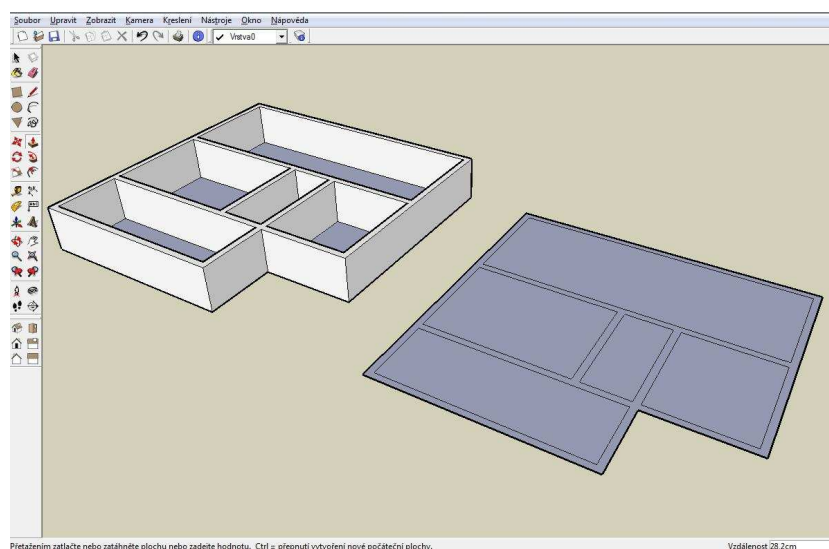 Soubor Upravit Zobrazit Kamera Kreslení Nástroje Okno Nápovéda
Vrstva0
Přetažením zatlačte nebo zatáhněte plochu nebo zadejte hodnotu. Ctrl = přepnutí vytvoření nové počáteční plochy. Vzdálenost 28.2cm